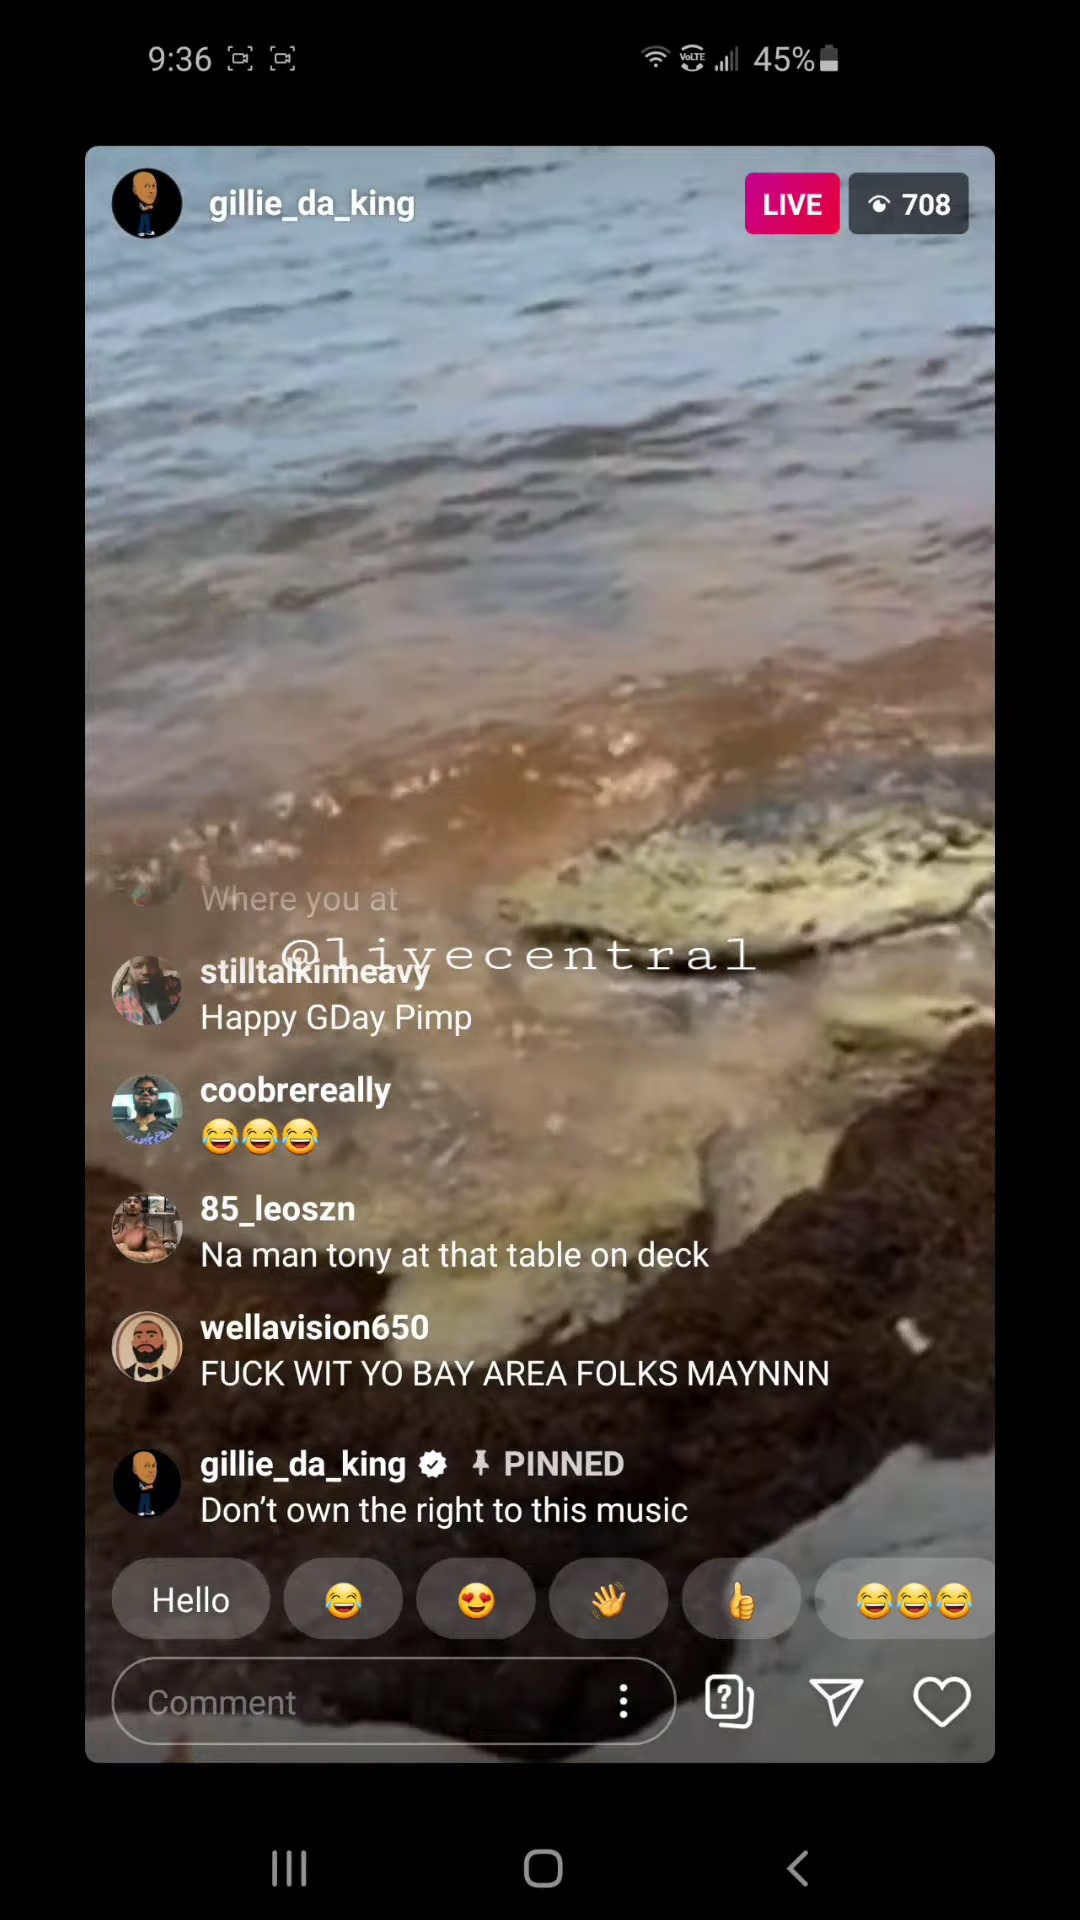 9:36
VoLTE
45%
gillie_da_king
LIVE
708
Where you at
@livecentral
stilltalkinheavy
Happy GDay Pimp
coobrereally
😂😂😂
85_leoszn
Na man tony at that table on deck
wellavision650
FUCK WIT YO BAY AREA FOLKS MAYNNN
gillie_da_king PINNED
Don’t own the right to this music
Hello 😂 😍 👋 👍 😂😂😂
Comment
?